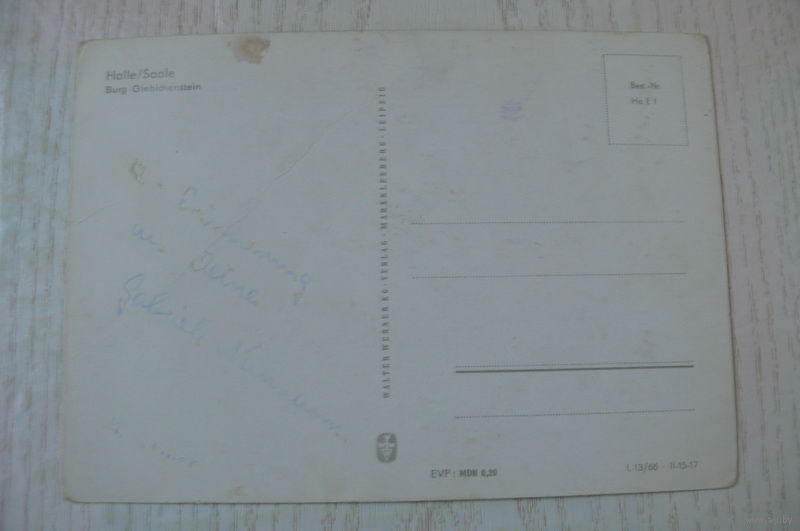 Halle/Saale
Burg Giebichenstein
Best.-Nr.
Ha E 1
Erinnerung
an Deine
Gabriele
WALTER WERNER KG · VERLAG · MARKKLEEBERG · LEIPZIG
EVP : MDN 0,20
L 13/66 · II-15-17